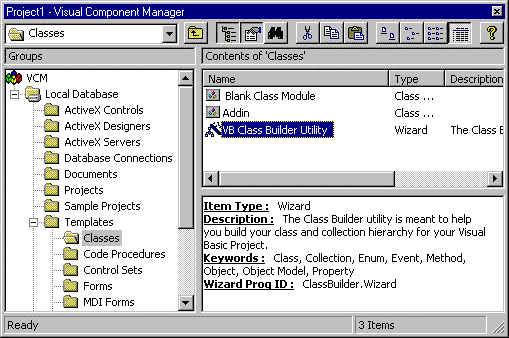 Project1 - Visual Component Manager
Classes
Groups
Contents of 'Classes'
VCM
Local Database
ActiveX Controls
ActiveX Designers
ActiveX Servers
Database Connections
Documents
Projects
Sample Projects
Templates
Classes
Code Procedures
Control Sets
Forms
MDI Forms
Name Type Description
Blank Class Module Class ...
Addin Class ...
VB Class Builder Utility Wizard The Class B
Item Type : Wizard
Description : The Class Builder utility is meant to help
you build your class and collection hierarchy for your Visual
Basic Project.
Keywords : Class, Collection, Enum, Event, Method,
Object, Object Model, Property
Wizard Prog ID : ClassBuilder.Wizard
Ready 3 Items